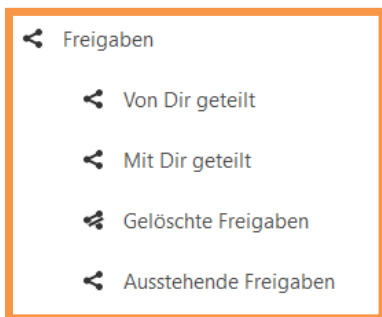 Freigaben
Von Dir geteilt
Mit Dir geteilt
Gelöschte Freigaben
Ausstehende Freigaben